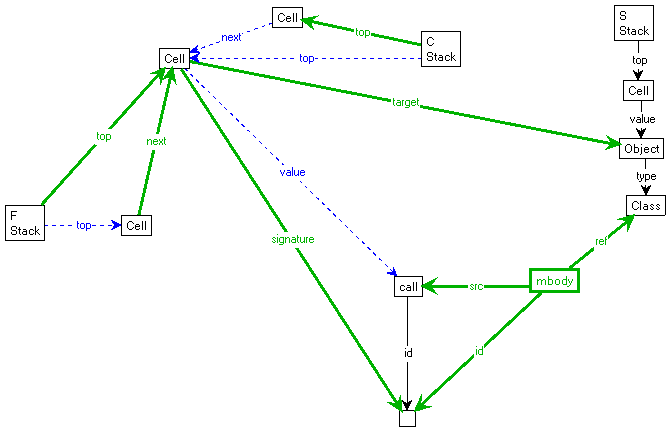 S
Stack
Cell
next
top
C
Stack
top
top
Cell
Cell
target
value
top
next
Object
value
type
F
Stack
top
Cell
Class
signature
ref
call
src
mbody
id
id